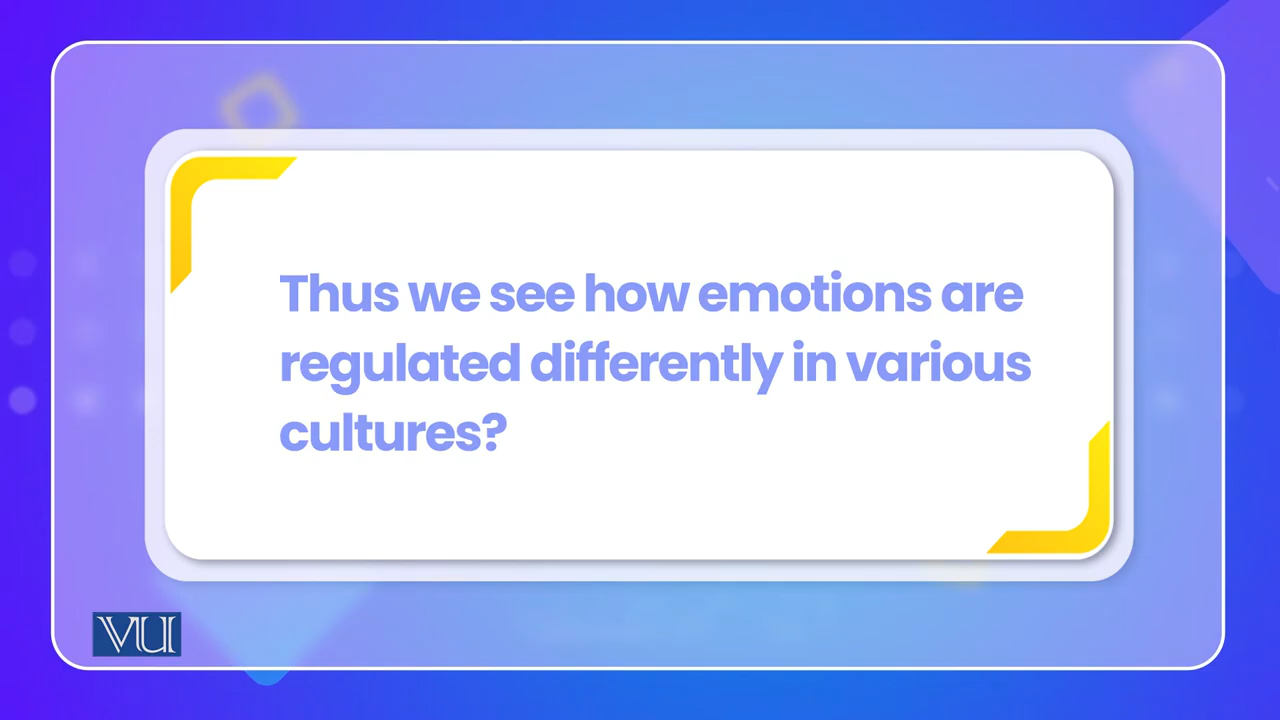 Thus we see how emotions are
regulated differently in various
cultures?
VU